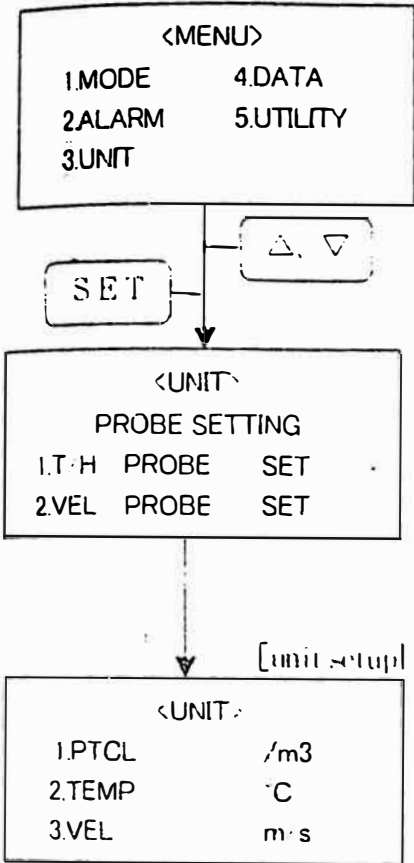 <MENU>
1.MODE 4.DATA
2.ALARM 5.UTILITY
3.UNIT
△, ▽
SET
<UNIT>
PROBE SETTING
1.T/H PROBE SET
2.VEL PROBE SET
[unit setup]
<UNIT>
1.PTCL /m3
2.TEMP °C
3.VEL m/s